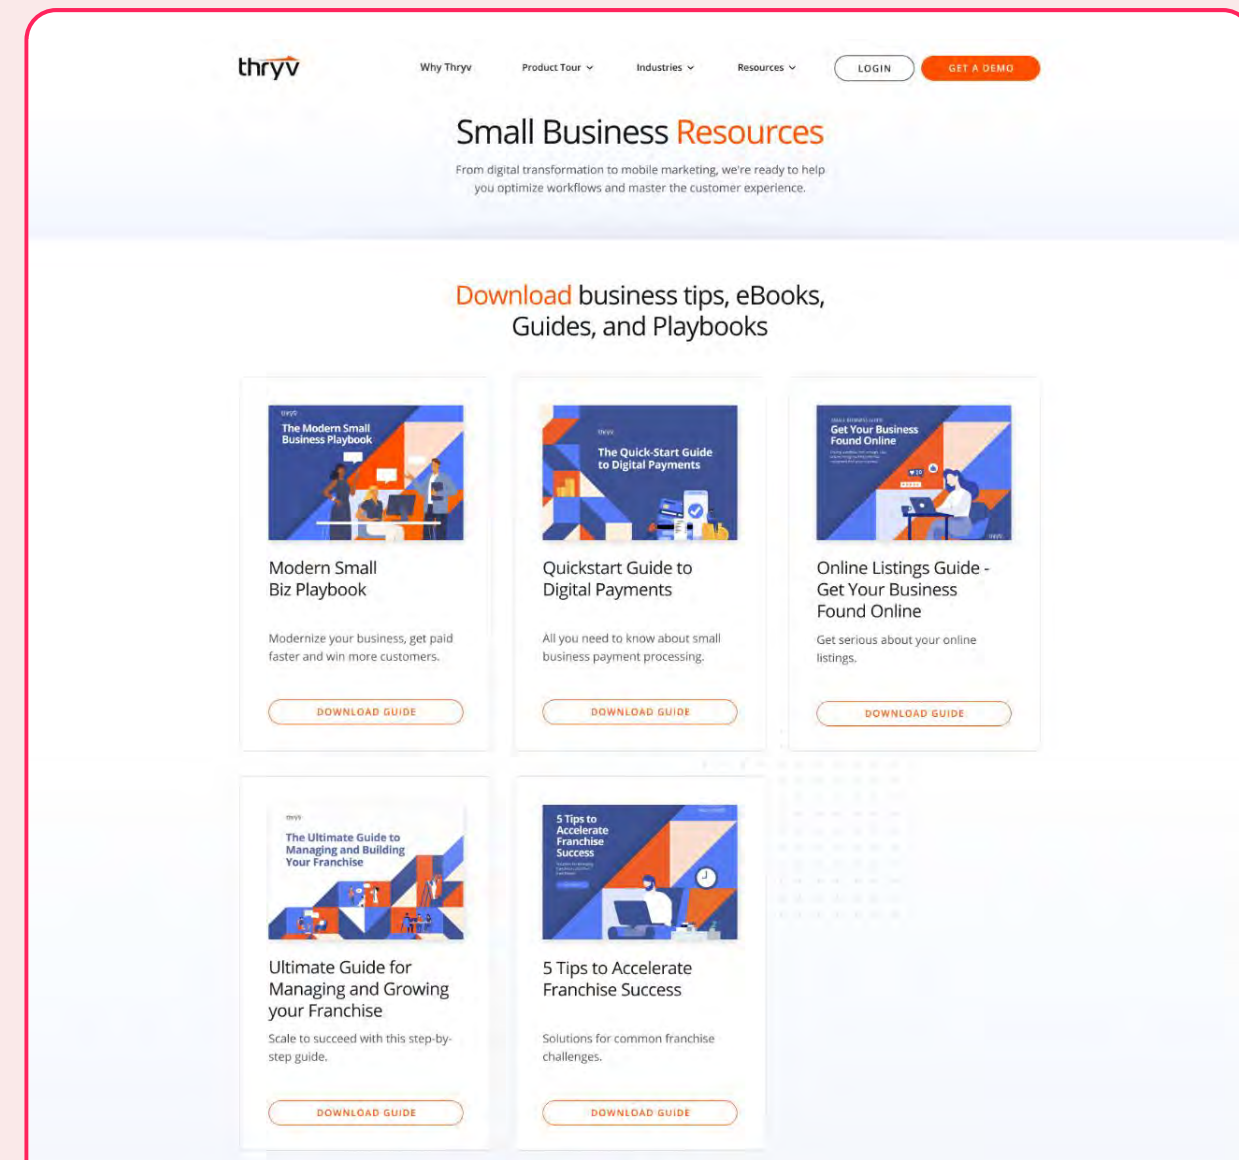 thryv
Why Thryv
Product Tour
Industries
Resources
LOGIN
GET A DEMO
Small Business Resources
From digital transformation to mobile marketing, we're ready to help
you optimize workflows and master the customer experience.
Download business tips, eBooks,
Guides, and Playbooks
thryv
The Modern Small
Business Playbook
Modern Small
Biz Playbook
Modernize your business, get paid
faster and win more customers.
DOWNLOAD GUIDE
thryv
The Quick-Start Guide
to Digital Payments
Quickstart Guide to
Digital Payments
All you need to know about small
business payment processing.
DOWNLOAD GUIDE
SMALL BUSINESS GUIDE
Get Your Business
Found Online
thryv
Online Listings Guide -
Get Your Business
Found Online
Get serious about your online
listings.
DOWNLOAD GUIDE
thryv
The Ultimate Guide to
Managing and Building
Your Franchise
Ultimate Guide for
Managing and Growing
your Franchise
Scale to succeed with this step-by-
step guide.
DOWNLOAD GUIDE
5 Tips to
Accelerate
Franchise
Success
5 Tips to Accelerate
Franchise Success
Solutions for common franchise
challenges.
DOWNLOAD GUIDE